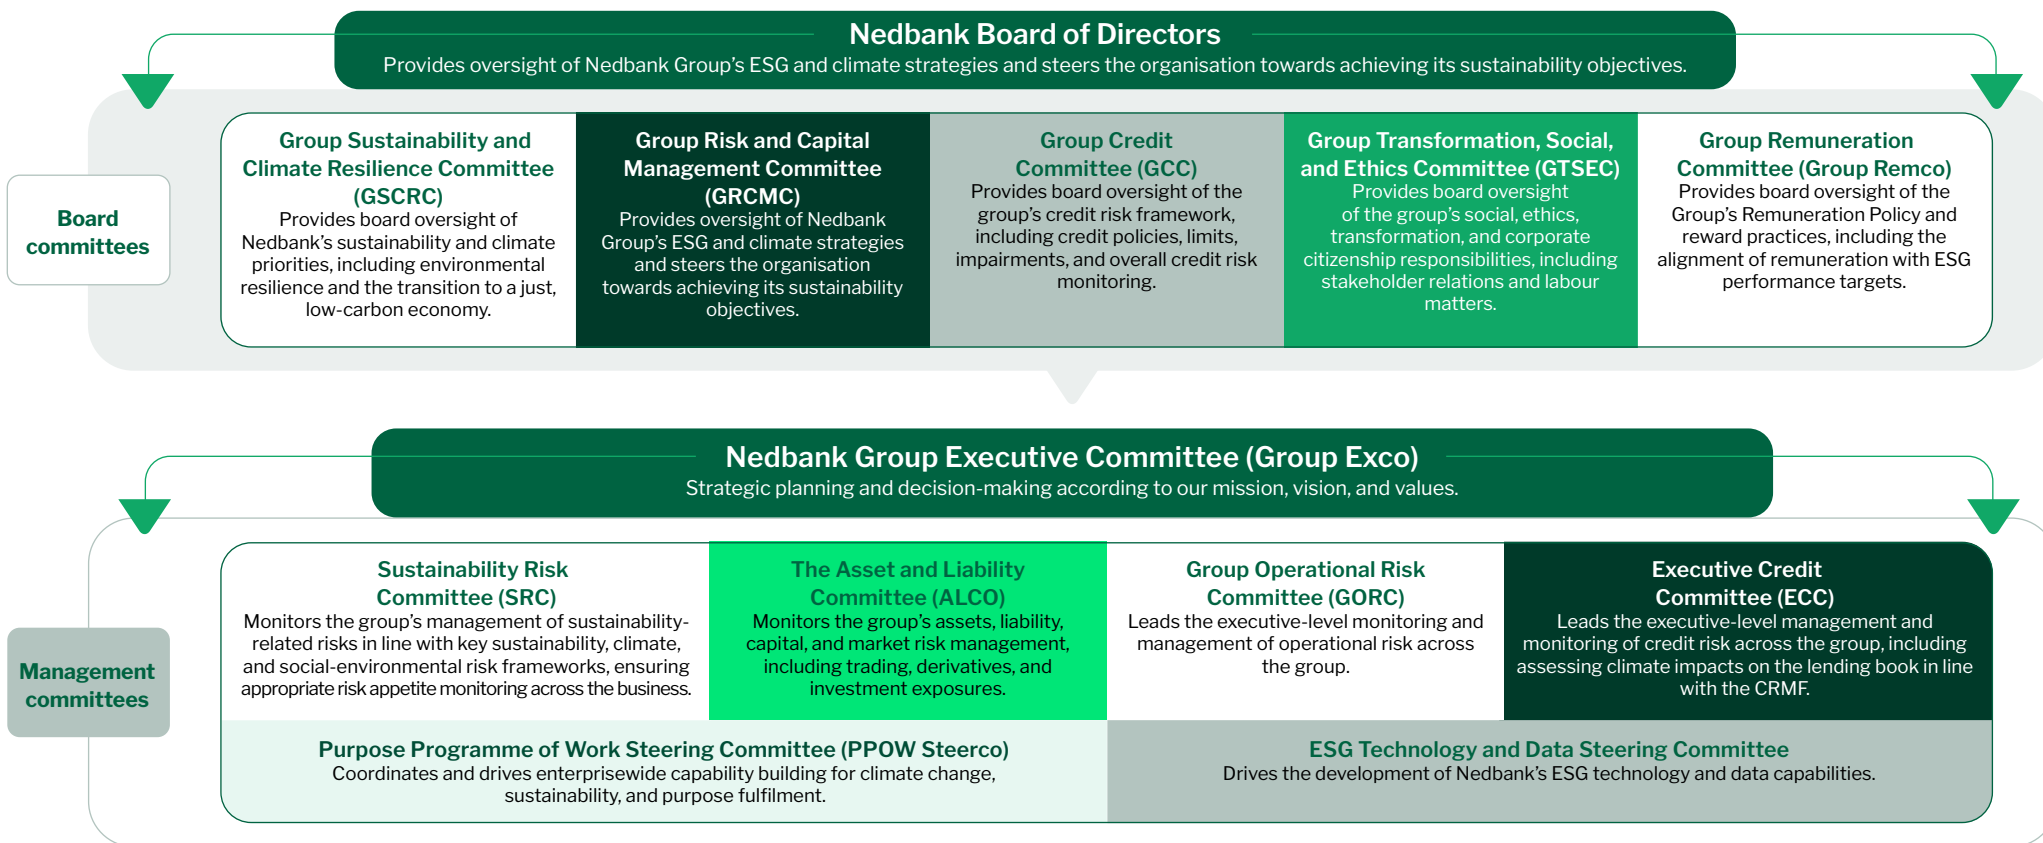 Nedbank Board of Directors
Provides oversight of Nedbank Group’s ESG and climate strategies and steers the organisation towards achieving its sustainability objectives.
Board
committees
Group Sustainability and
Climate Resilience Committee
(GSCRC)
Provides board oversight of
Nedbank’s sustainability and climate
priorities, including environmental
resilience and the transition to a just,
low-carbon economy.
Group Risk and Capital
Management Committee
(GRCMC)
Provides oversight of Nedbank
Group’s ESG and climate strategies
and steers the organisation
towards achieving its sustainability
objectives.
Group Credit
Committee (GCC)
Provides board oversight of the
group’s credit risk framework,
including credit policies, limits,
impairments, and overall credit risk
monitoring.
Group Transformation, Social,
and Ethics Committee (GTSEC)
Provides board oversight
of the group’s social, ethics,
transformation, and corporate
citizenship responsibilities, including
stakeholder relations and labour
matters.
Group Remuneration
Committee (Group Remco)
Provides board oversight of the
Group’s Remuneration Policy and
reward practices, including the
alignment of remuneration with ESG
performance targets.
Nedbank Group Executive Committee (Group Exco)
Strategic planning and decision-making according to our mission, vision, and values.
Management
committees
Sustainability Risk
Committee (SRC)
Monitors the group’s management of sustainability-
related risks in line with key sustainability, climate,
and social-environmental risk frameworks, ensuring
appropriate risk appetite monitoring across the business.
The Asset and Liability
Committee (ALCO)
Monitors the group’s assets, liability,
capital, and market risk management,
including trading, derivatives, and
investment exposures.
Group Operational Risk
Committee (GORC)
Leads the executive-level monitoring and
management of operational risk across
the group.
Executive Credit
Committee (ECC)
Leads the executive-level management and
monitoring of credit risk across the group, including
assessing climate impacts on the lending book in line
with the CRMF.
Purpose Programme of Work Steering Committee (PPOW Steerco)
Coordinates and drives enterprisewide capability building for climate change,
sustainability, and purpose fulfilment.
ESG Technology and Data Steering Committee
Drives the development of Nedbank’s ESG technology and data capabilities.